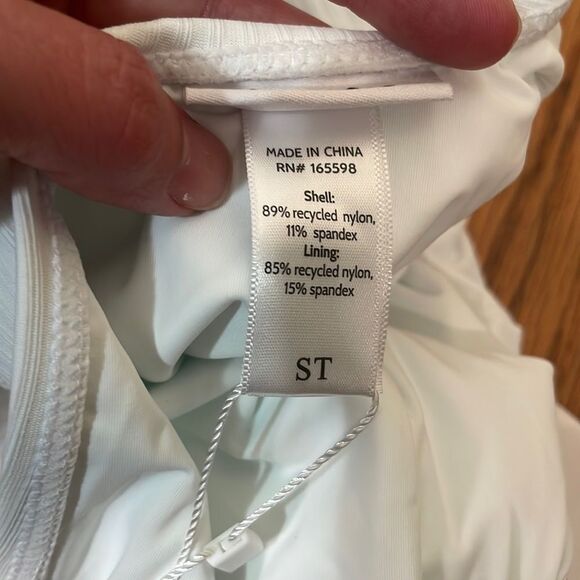 MADE IN CHINA
RN# 165598
Shell:
89% recycled nylon,
11% spandex
Lining:
85% recycled nylon,
15% spandex
ST